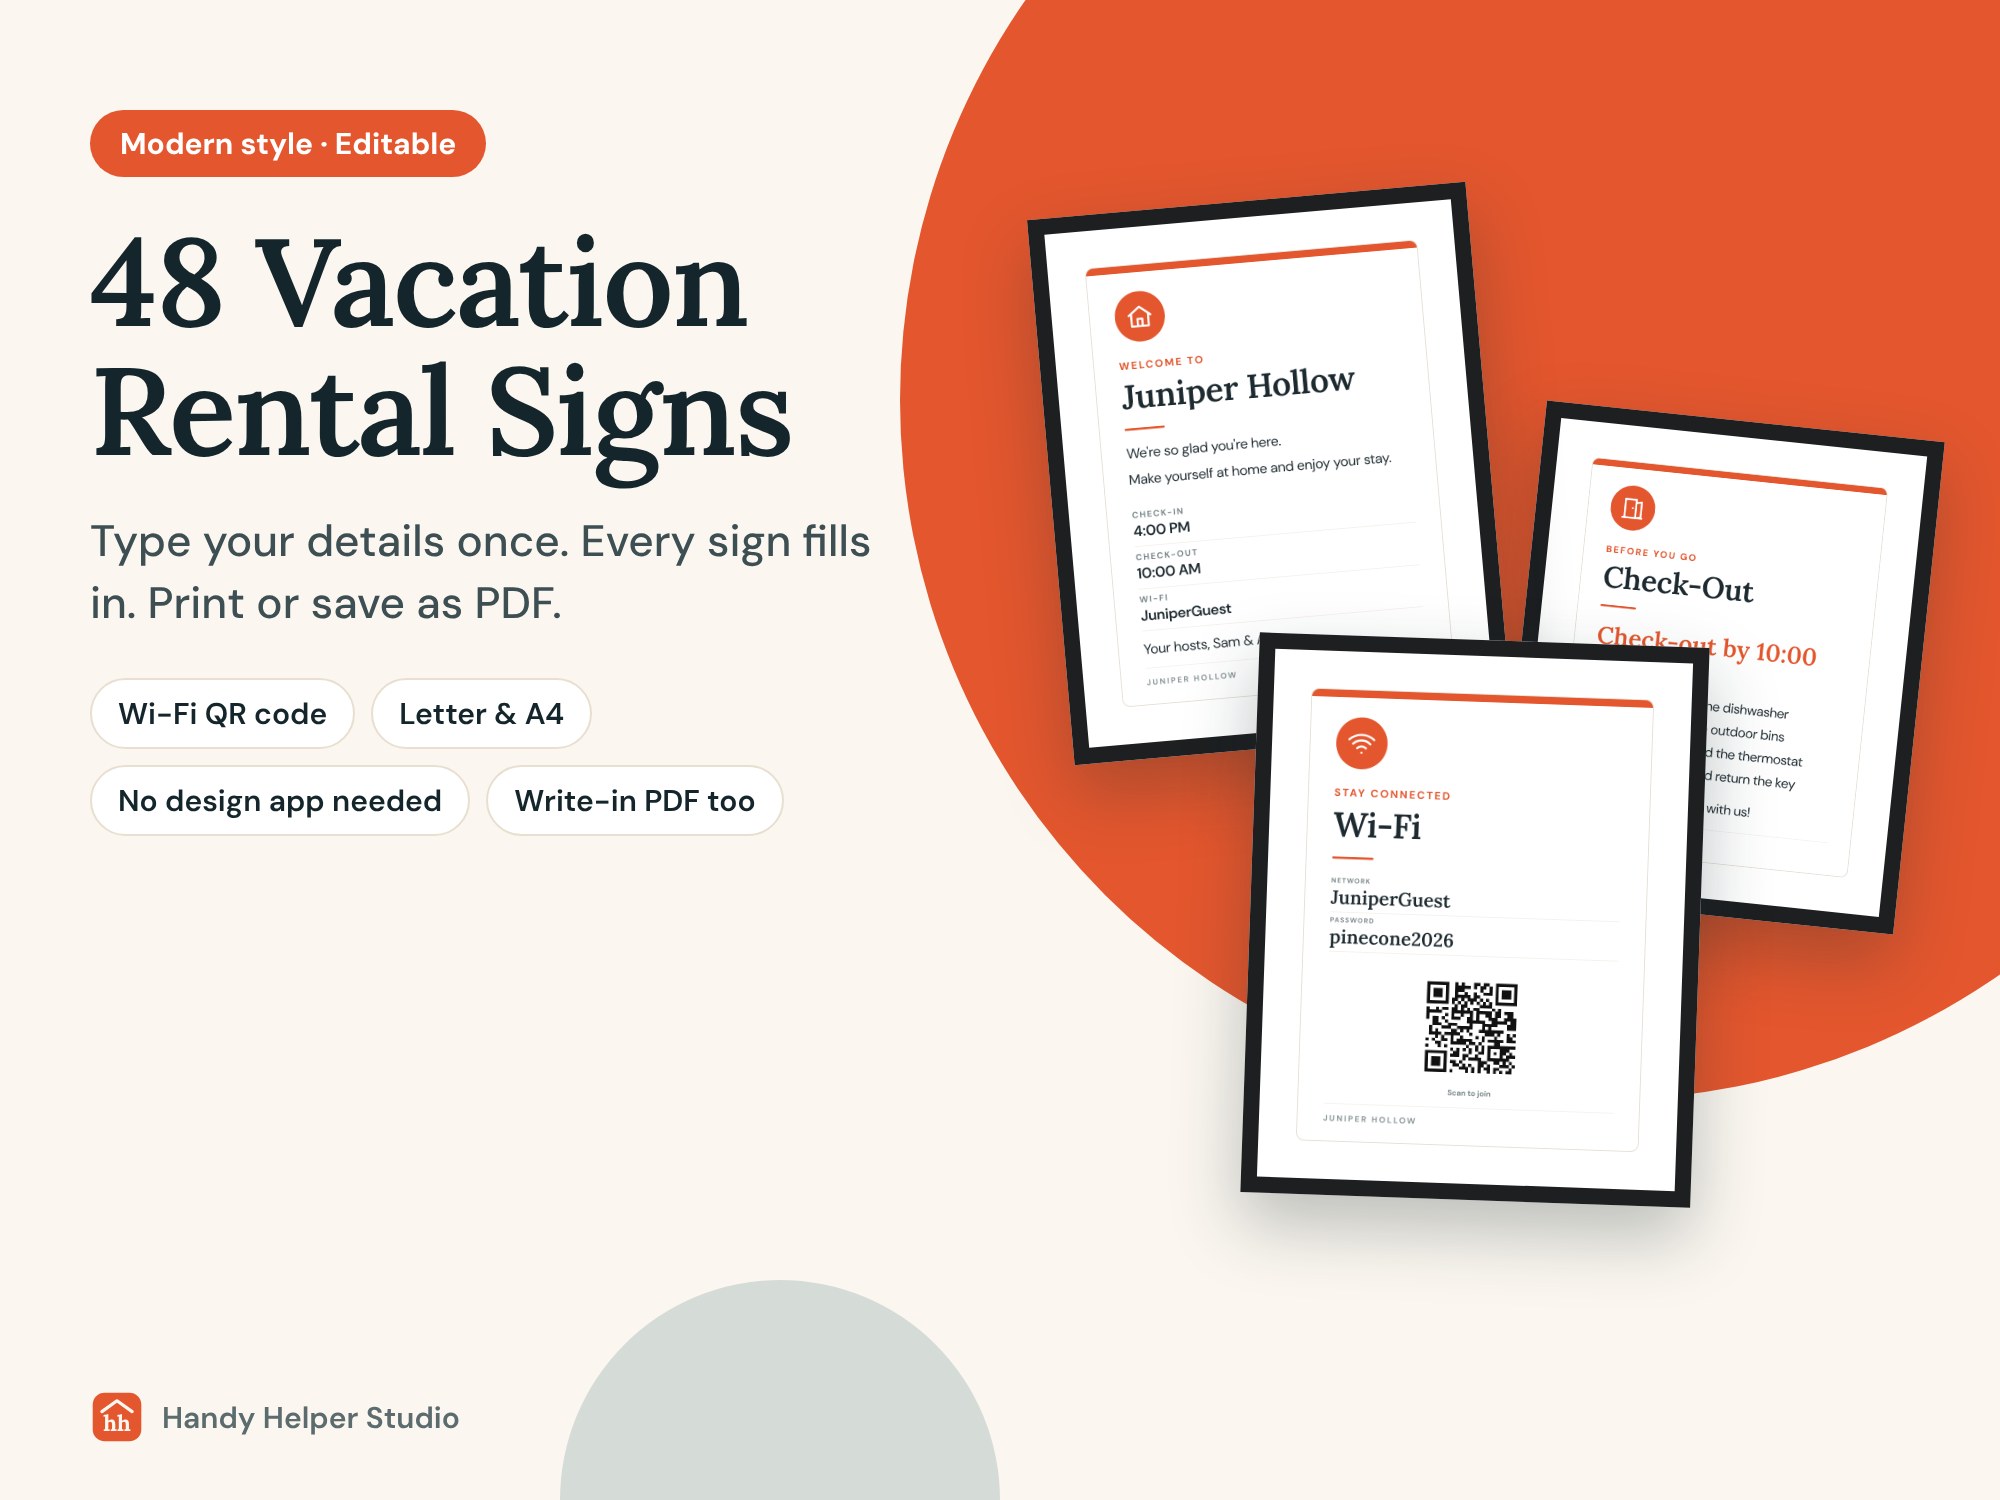 Modern style · Editable
48 Vacation
Rental Signs
Type your details once. Every sign fills
in. Print or save as PDF.
Wi-Fi QR code
Letter & A4
No design app needed
Write-in PDF too
hh
Handy Helper Studio
WELCOME TO
Juniper Hollow
We're so glad you're here.
Make yourself at home and enjoy your stay.
CHECK-IN
4:00 PM
CHECK-OUT
10:00 AM
WI-FI
JuniperGuest
Your hosts, Sam &
JUNIPER HOLLOW
BEFORE YOU GO
Check-Out
Check-out by 10:00
dishwasher
outdoor bins
the thermostat
return the key
with us!
STAY CONNECTED
Wi-Fi
NETWORK
JuniperGuest
PASSWORD
pinecone2026
Scan to join
JUNIPER HOLLOW